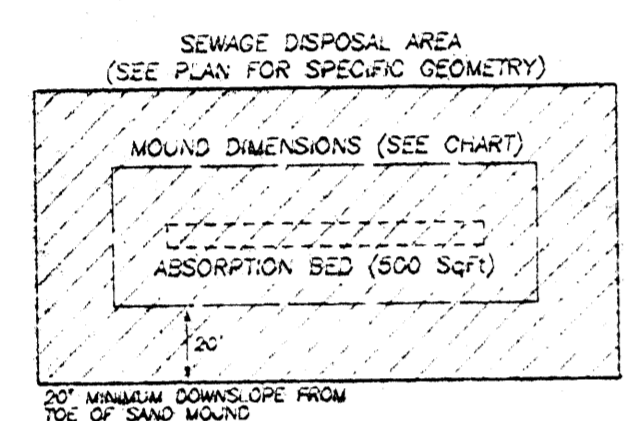 SEWAGE DISPOSAL AREA
(SEE PLAN FOR SPECIFIC GEOMETRY)
MOUND DIMENSIONS (SEE CHART)
ABSORPTION BED (500 SqFt)
20'
20' MINIMUM DOWNSLOPE FROM
TOE OF SAND MOUND